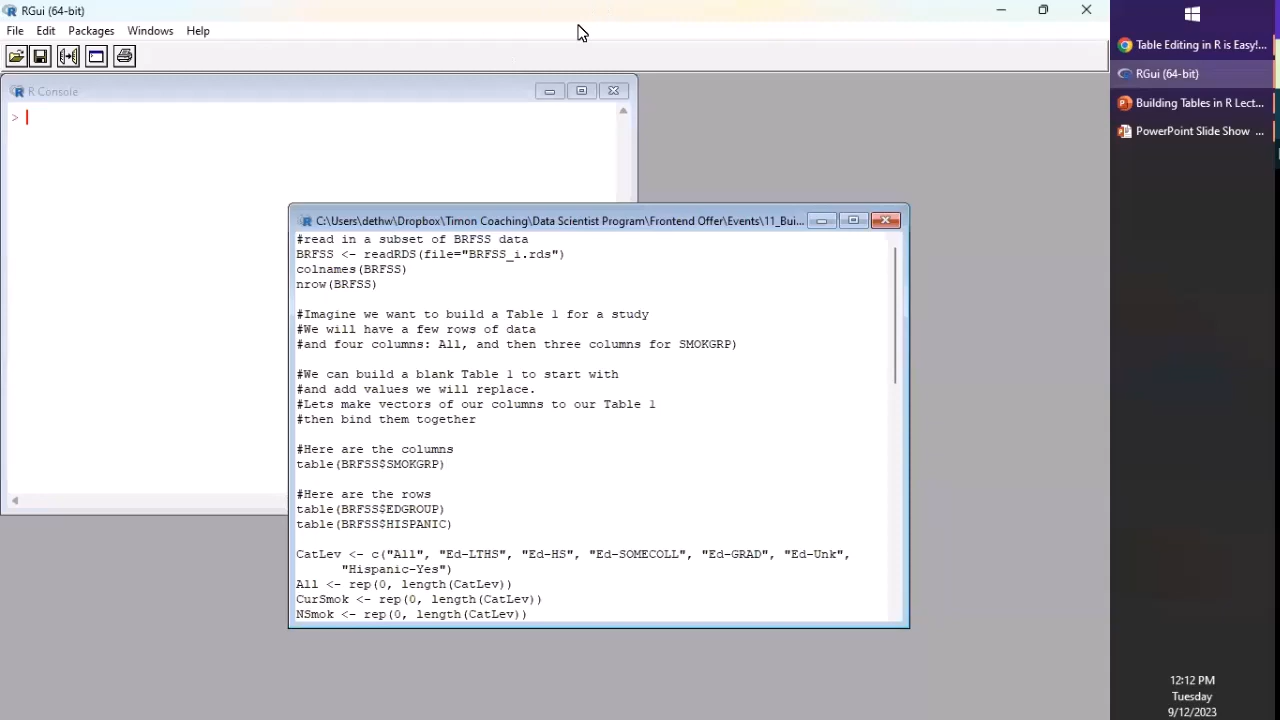 RGui (64-bit)
File Edit Packages Windows Help
R Console
>
C:\Users\dethw\Dropbox\Timon Coaching\Data Scientist Program\Frontend Offer\Events\11_Bui...
#read in a subset of BRFSS data
BRFSS <- readRDS(file="BRFSS_i.rds")
colnames(BRFSS)
nrow(BRFSS)
#Imagine we want to build a Table 1 for a study
#We will have a few rows of data
#and four columns: All, and then three columns for SMOKGRP)
#We can build a blank Table 1 to start with
#and add values we will replace.
#Lets make vectors of our columns to our Table 1
#then bind them together
#Here are the columns
table(BRFSS$SMOKGRP)
#Here are the rows
table(BRFSS$EDGROUP)
table(BRFSS$HISPANIC)
CatLev <- c("All", "Ed-LTHS", "Ed-HS", "Ed-SOMECOLL", "Ed-GRAD", "Ed-Unk",
"Hispanic-Yes")
All <- rep(0, length(CatLev))
CurSmok <- rep(0, length(CatLev))
NSmok <- rep(0, length(CatLev))
Table Editing in R is Easy!...
RGui (64-bit)
Building Tables in R Lect...
PowerPoint Slide Show ...
12:12 PM
Tuesday
9/12/2023